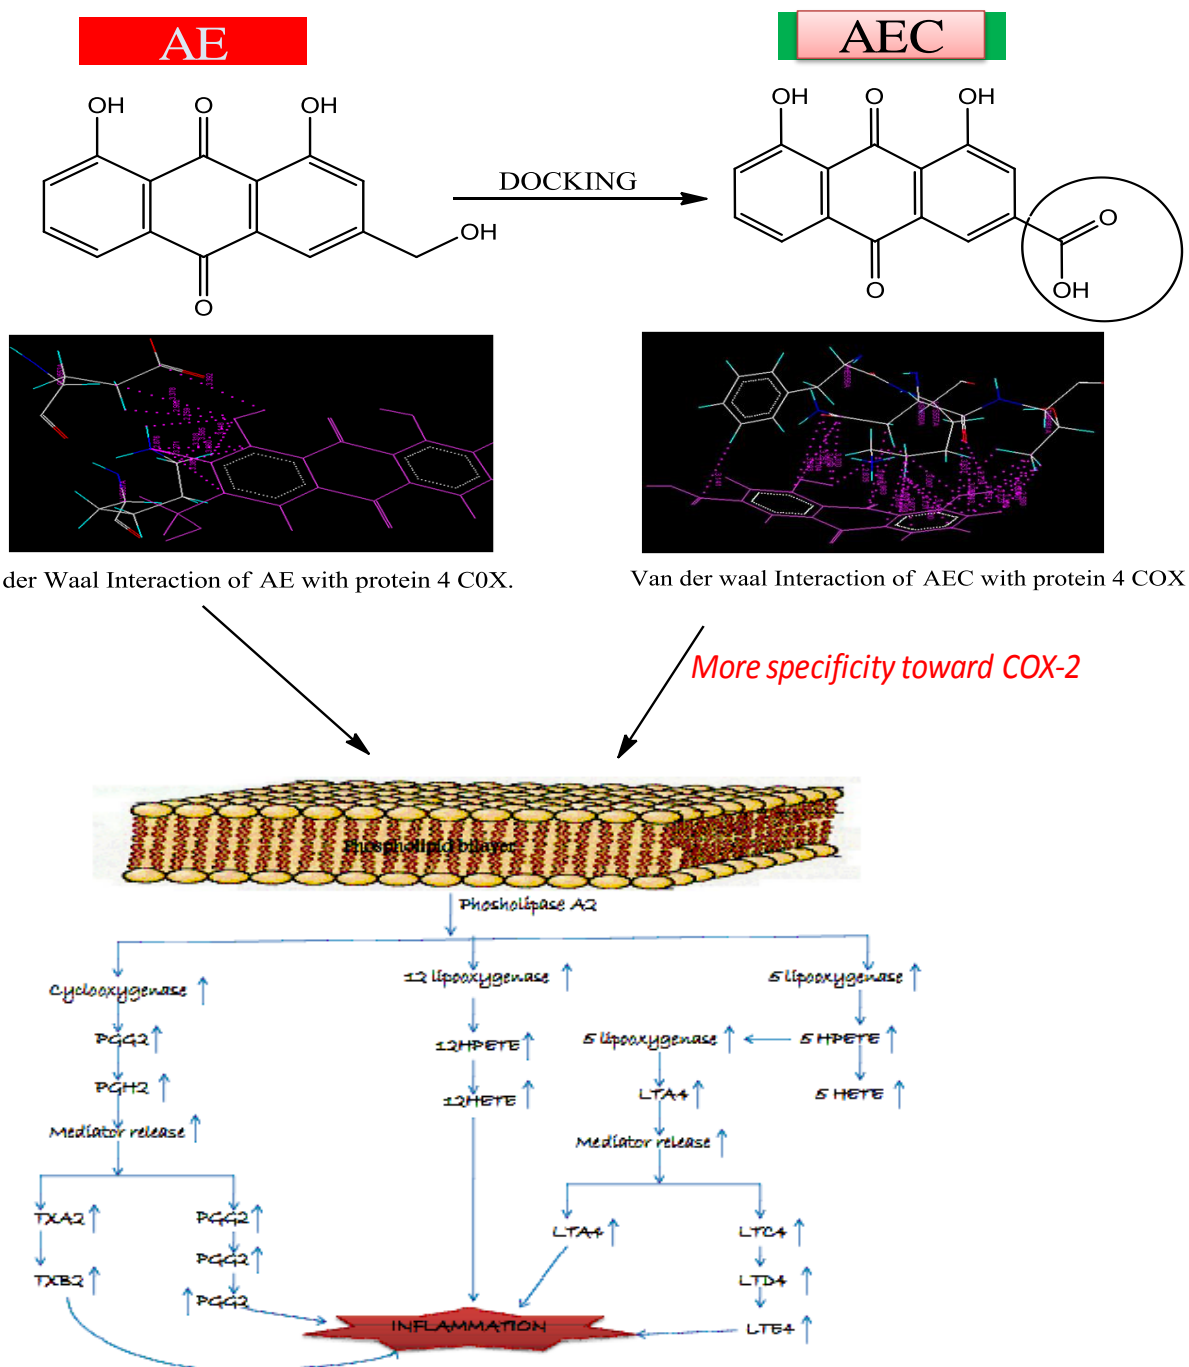 AE
AEC
OH
O
OH
OH
O
OH
O
OH
O
O
OH
DOCKING
der Waal Interaction of AE with protein 4 C0X.
Van der waal Interaction of AEC with protein 4 COX
More specificity toward COX-2
Phospholipid bilayer
Phosholipase A2
Cyclooxygenase
12 lipooxygenase
5 lipooxygenase
PGG2
12HPETE
5 lipooxygenase
5 HPETE
PGH2
12HETE
LTA4
5 HETE
Mediator release
Mediator release
TXA2
PGG2
LTA4
LTC4
PGG2
TXB2
LTD4
PGG2
INFLAMMATION
LTE4